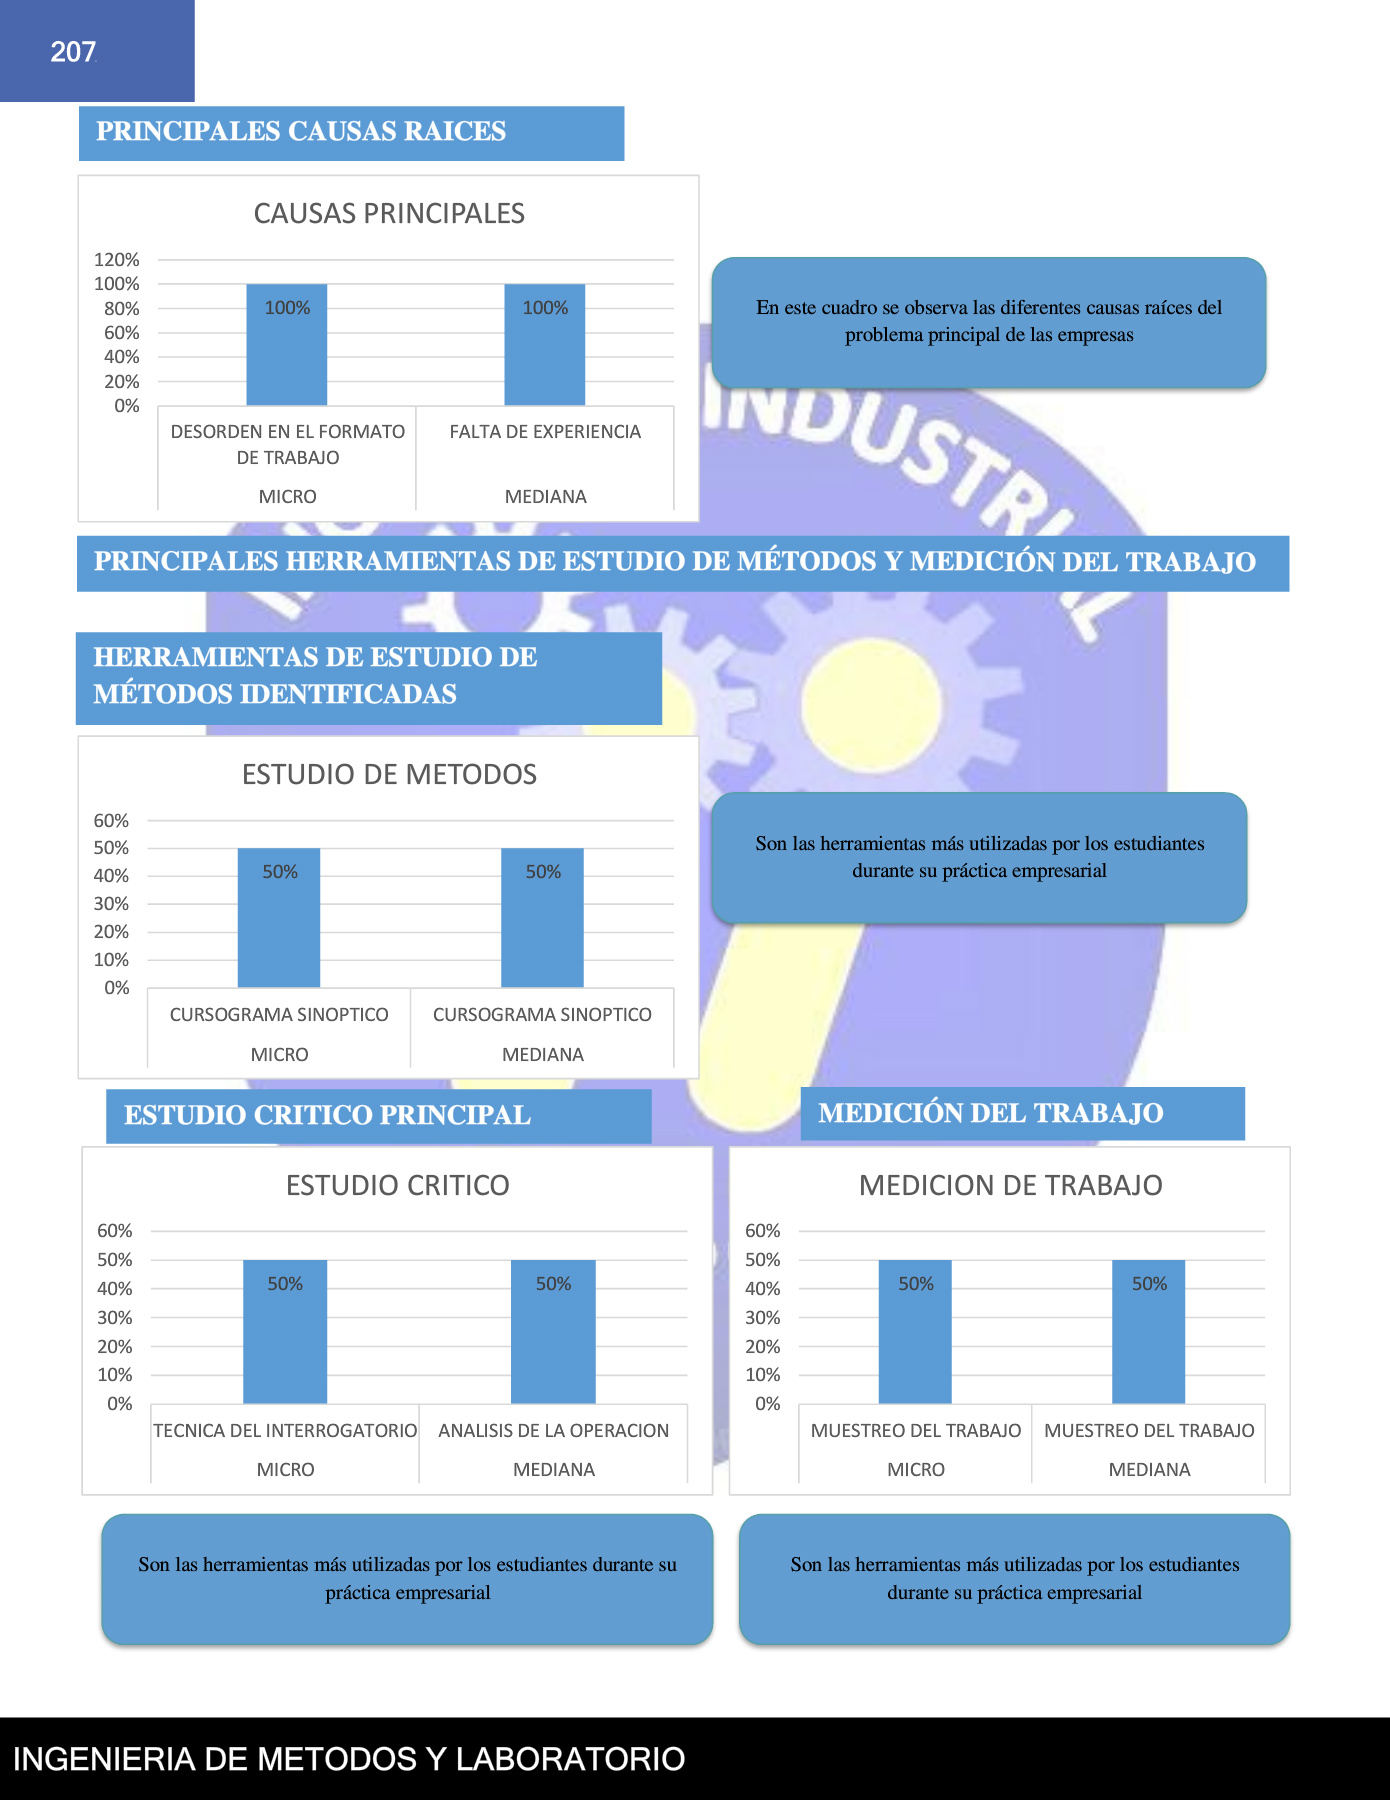 207
PRINCIPALES CAUSAS RAICES
CAUSAS PRINCIPALES
120%
100%
80%
60%
40%
20%
0%
100%
100%
DESORDEN EN EL FORMATO
DE TRABAJO
FALTA DE EXPERIENCIA
MICRO
MEDIANA
En este cuadro se observa las diferentes causas raíces del
problema principal de las empresas
INDUSTRIAL
PRINCIPALES HERRAMIENTAS DE ESTUDIO DE MÉTODOS Y MEDICIÓN DEL TRABAJO
HERRAMIENTAS DE ESTUDIO DE
MÉTODOS IDENTIFICADAS
ESTUDIO DE METODOS
60%
50%
40%
30%
20%
10%
0%
50%
50%
CURSOGRAMA SINOPTICO
CURSOGRAMA SINOPTICO
MICRO
MEDIANA
Son las herramientas más utilizadas por los estudiantes
durante su práctica empresarial
ESTUDIO CRITICO PRINCIPAL
ESTUDIO CRITICO
60%
50%
40%
30%
20%
10%
0%
50%
50%
TECNICA DEL INTERROGATORIO
ANALISIS DE LA OPERACION
MICRO
MEDIANA
Son las herramientas más utilizadas por los estudiantes durante su
práctica empresarial
MEDICIÓN DEL TRABAJO
MEDICION DE TRABAJO
60%
50%
40%
30%
20%
10%
0%
50%
50%
MUESTREO DEL TRABAJO
MUESTREO DEL TRABAJO
MICRO
MEDIANA
Son las herramientas más utilizadas por los estudiantes
durante su práctica empresarial
INGENIERIA DE METODOS Y LABORATORIO